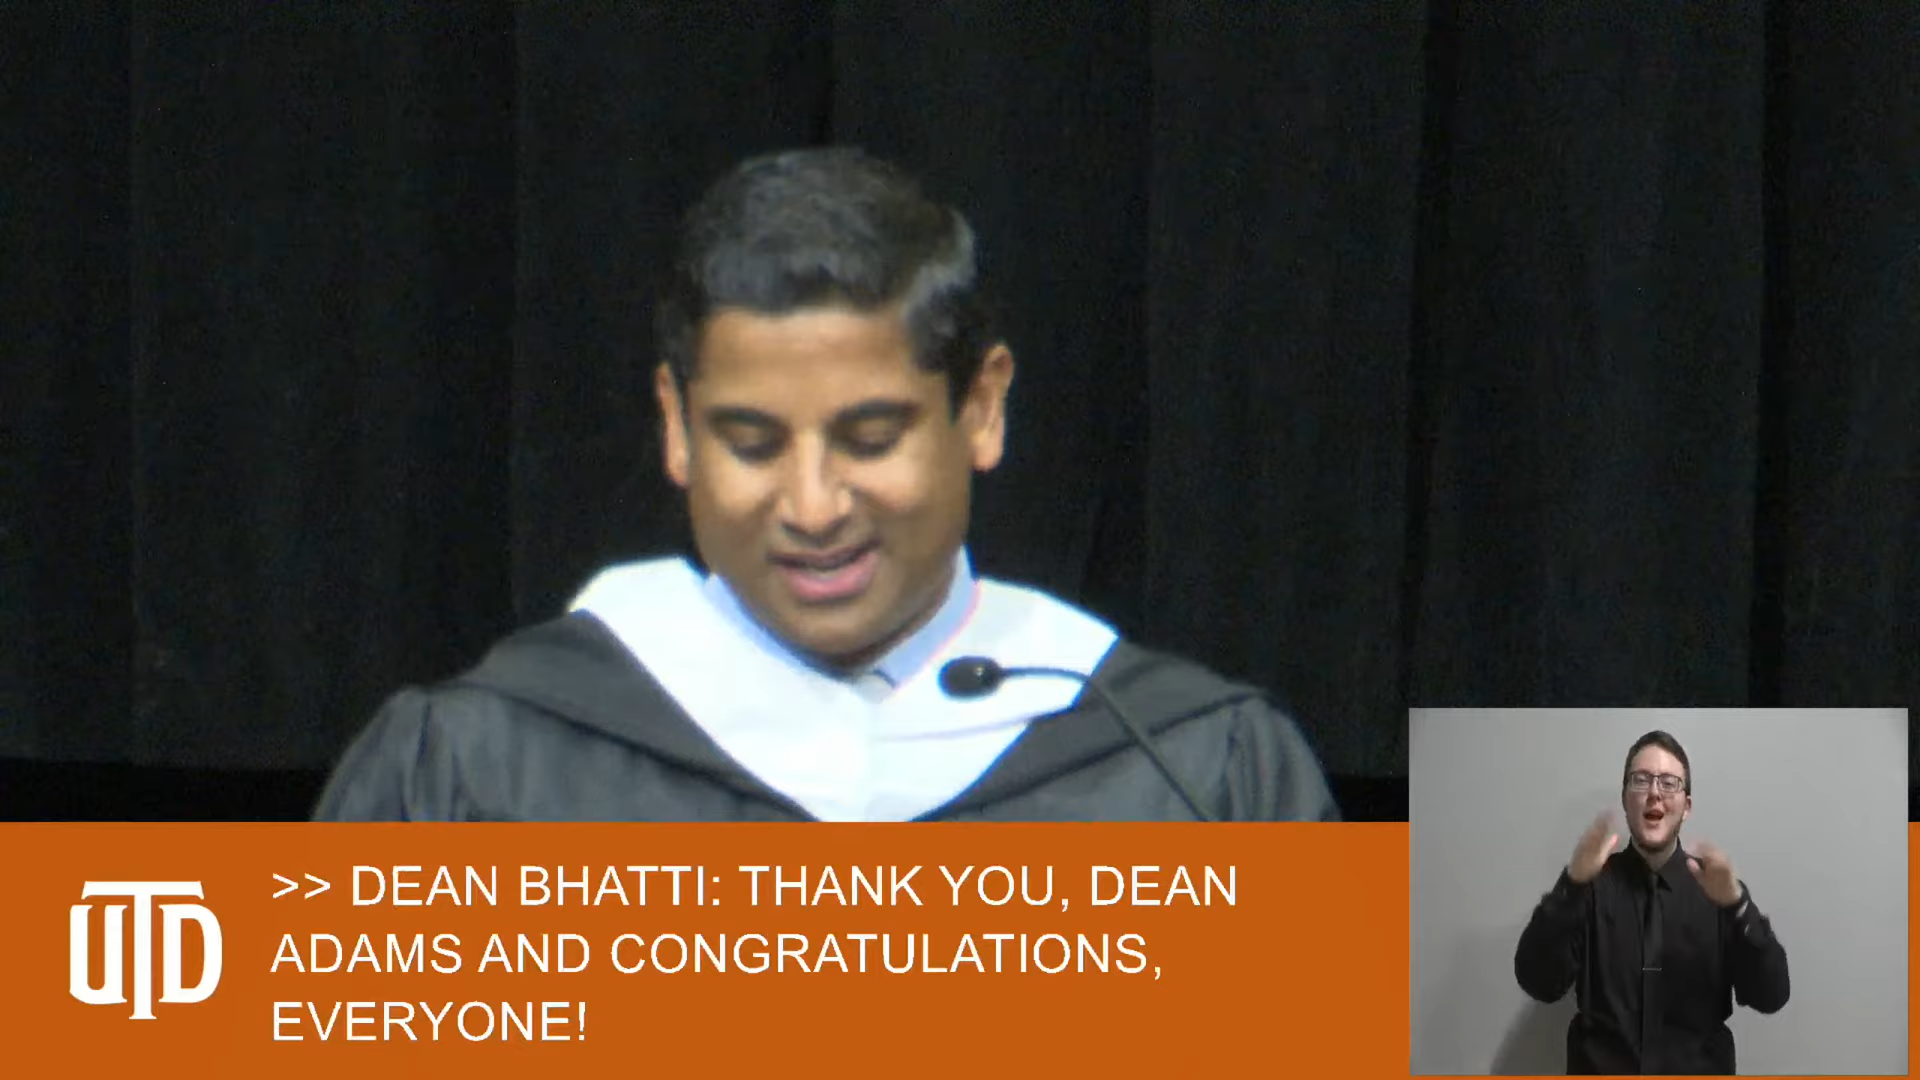 >> DEAN BHATTI: THANK YOU, DEAN
ADAMS AND CONGRATULATIONS,
EVERYONE!
UTD